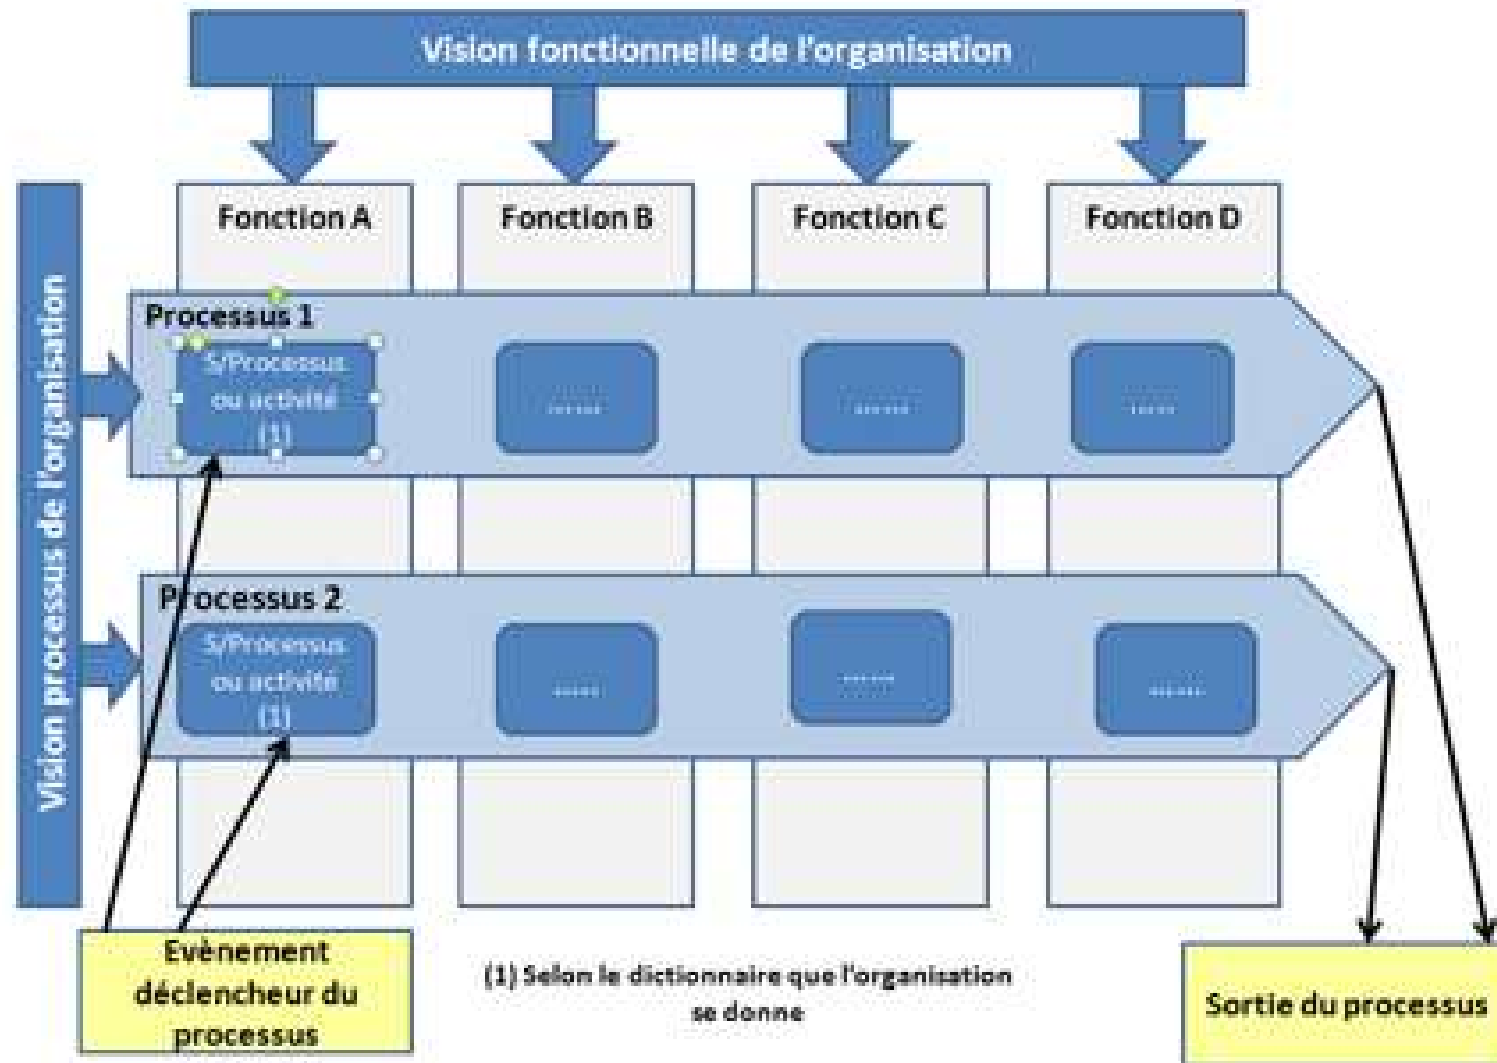 Vision fonctionnelle de l'organisation
Vision processus de l'organisation
Fonction A
Fonction B
Fonction C
Fonction D
Processus 1
S/Processus
ou activité
(1)
......
......
......
Processus 2
S/Processus
ou activité
(1)
......
......
......
Evènement
déclencheur du
processus
(1) Selon le dictionnaire que l'organisation
se donne
Sortie du processus